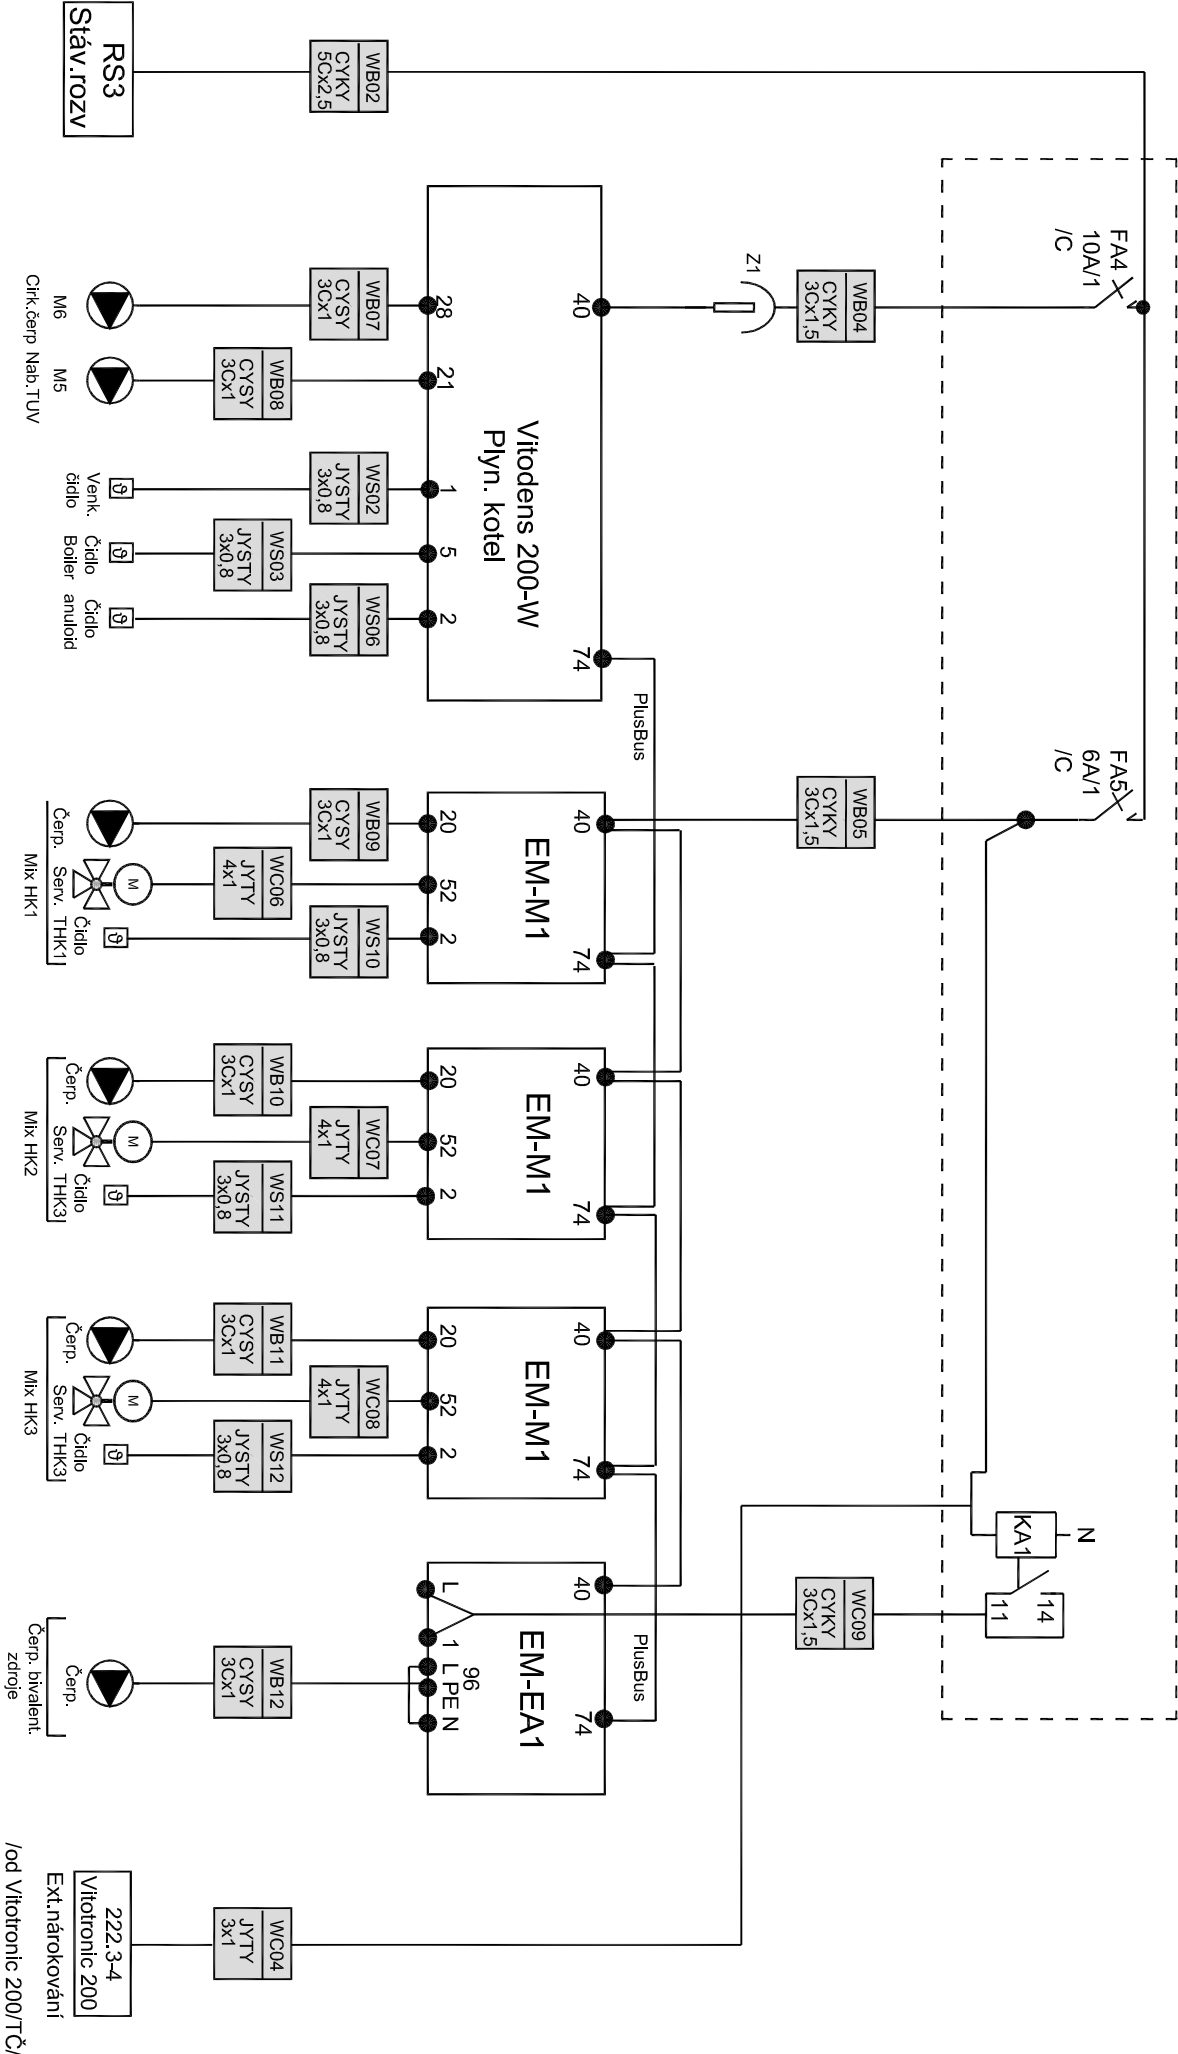 RS3
Stáv.rozv
WB02
CYKY
5Cx2,5
FA4
10A/1
/C
WB04
CYKY
3Cx1,5
Z1
40
Vitodens 200-W
Plyn. kotel
74
28
21
1
5
2
WB07
CYSY
3Cx1
WB08
CYSY
3Cx1
WS02
JYSTY
3x0,8
WS03
JYSTY
3x0,8
WS06
JYSTY
3x0,8
M6
Cirk.čerp
M5
Nab.TUV
Venk.
čidlo
Čidlo
Boiler
Čidlo
anuloid
PlusBus
FA5
6A/1
/C
WB05
CYKY
3Cx1,5
40
EM-M1
74
20
52
2
WB09
CYSY
3Cx1
WC06
JYTY
4x1
WS10
JYSTY
3x0,8
M
ϑ
Čerp.
Serv.
Čidlo
THK1
Mix HK1
40
EM-M1
74
20
52
2
WB10
CYSY
3Cx1
WC07
JYTY
4x1
WS11
JYSTY
3x0,8
M
ϑ
Čerp.
Serv.
Čidlo
THK3
Mix HK2
40
EM-M1
74
20
52
2
WB11
CYSY
3Cx1
WC08
JYTY
4x1
WS12
JYSTY
3x0,8
M
ϑ
Čerp.
Serv.
Čidlo
THK3
Mix HK3
N
KA1
14
11
WC09
CYKY
3Cx1,5
PlusBus
40
EM-EA1
74
96
L
1
L PE N
WB12
CYSY
3Cx1
Čerp.
Čerp. bivalent.
zdroje
WC04
JYTY
3x1
222.3-4
Vitotronic 200
Ext.nárokování
/od Vitotronic 200/TČ/
ϑ
ϑ
ϑ